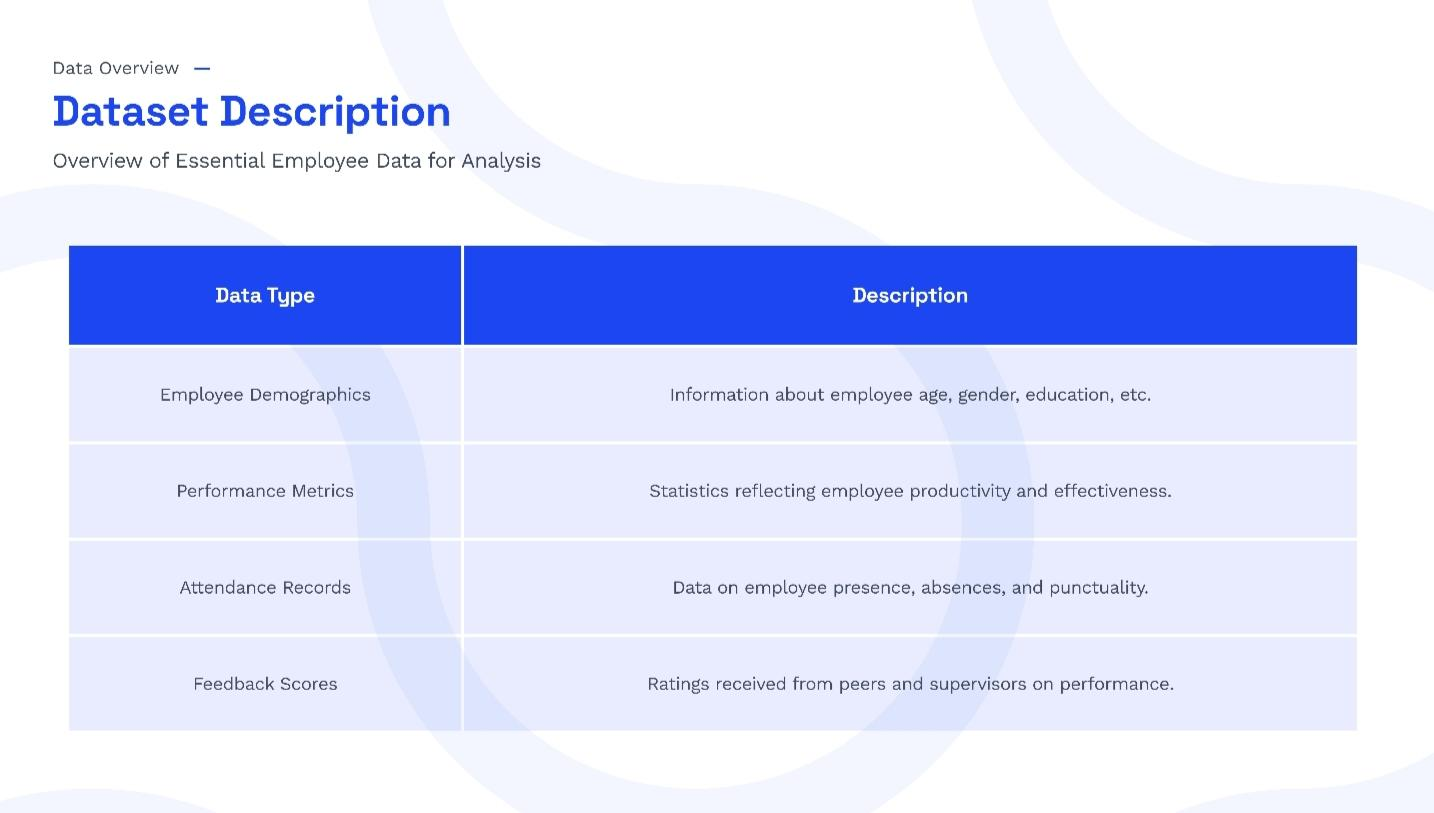 Data Overview —
Dataset Description
Overview of Essential Employee Data for Analysis
Data Type Description
Employee Demographics Information about employee age, gender, education, etc.
Performance Metrics Statistics reflecting employee productivity and effectiveness.
Attendance Records Data on employee presence, absences, and punctuality.
Feedback Scores Ratings received from peers and supervisors on performance.